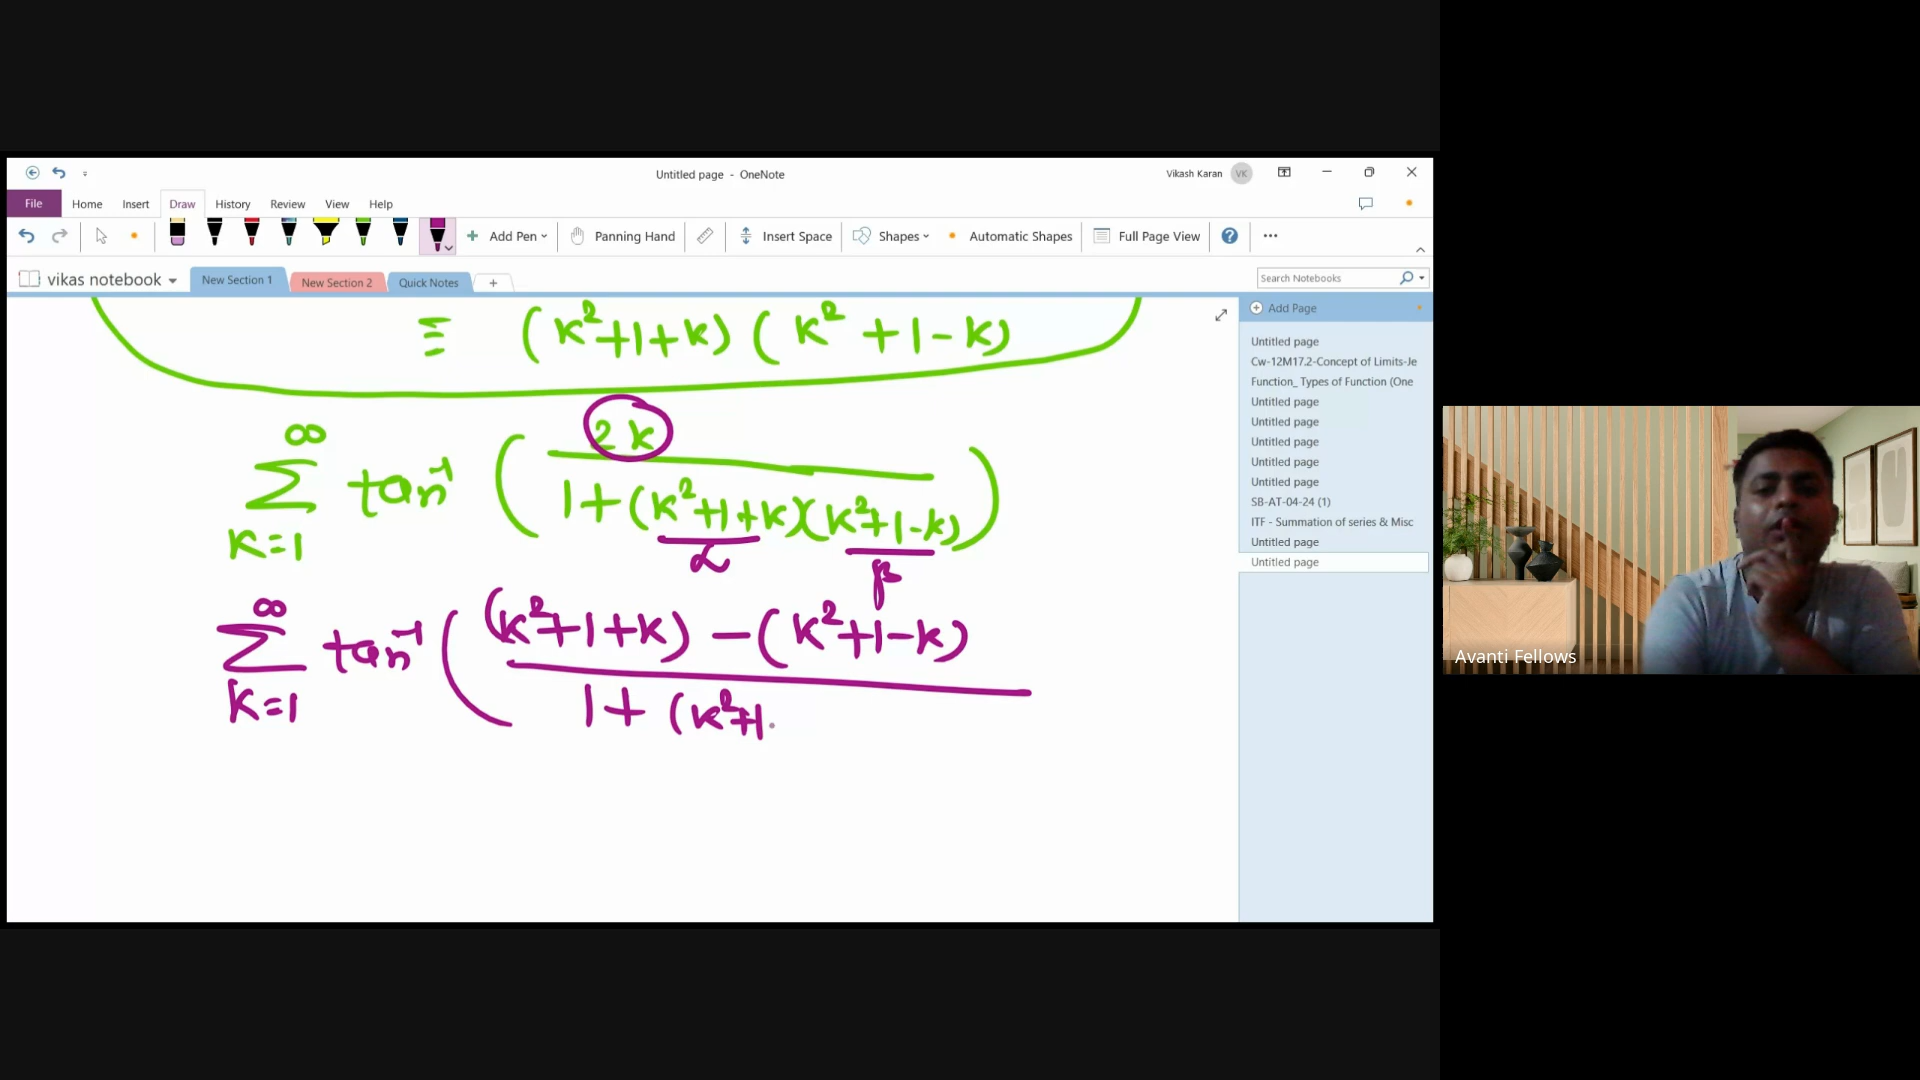 Untitled page - OneNote
Vikash Karan VK
File Home Insert Draw History Review View Help
Add Pen Panning Hand Insert Space Shapes Automatic Shapes Full Page View ? ...
vikas notebook New Section 1 New Section 2 Quick Notes +
Search Notebooks
Add Page
Untitled page
Cw-12M17.2-Concept of Limits-Je
Function_ Types of Function (One
Untitled page
Untitled page
Untitled page
Untitled page
Untitled page
SB-AT-04-24 (1)
ITF - Summation of series & Misc
Untitled page
Untitled page
≡ (k²+1+k) (k²+1-k)
∞
Σ tan⁻¹ (2k / 1+(k²+1+k)(k²+1-k))
k=1
α β
∞
Σ tan⁻¹ ((k²+1+k) - (k²+1-k)
k=1
1+ (k²+1
Avanti Fellows